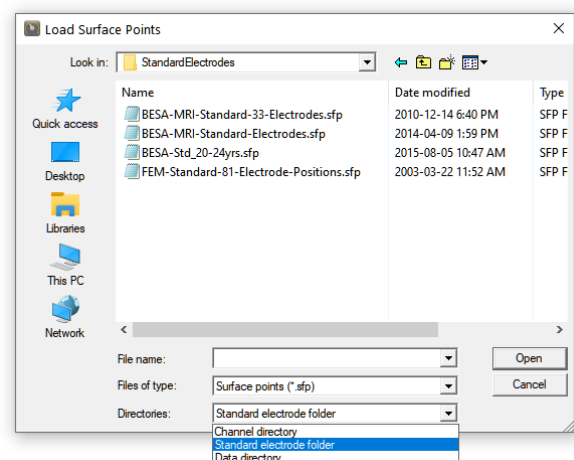 Load Surface Points
Look in: StandardElectrodes
Name Date modified Type
BESA-MRI-Standard-33-Electrodes.sfp 2010-12-14 6:40 PM SFP F
BESA-MRI-Standard-Electrodes.sfp 2014-04-09 1:59 PM SFP F
BESA-Std_20-24yrs.sfp 2015-08-05 10:47 AM SFP F
FEM-Standard-81-Electrode-Positions.sfp 2003-03-22 11:52 AM SFP F
Quick access
Desktop
Libraries
This PC
Network
File name: Open
Files of type: Surface points (*.sfp) Cancel
Directories: Standard electrode folder
Channel directory
Standard electrode folder
Data directory